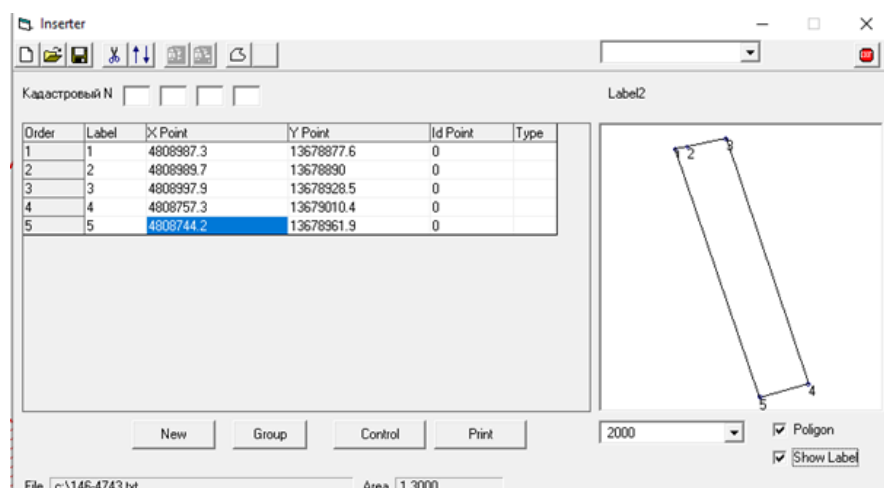 Inserter
Кадастровый N
Label2
Order Label X Point Y Point Id Point Type
1 1 4808987.3 13678877.6 0
2 2 4808989.7 13678890 0
3 3 4808997.9 13678928.5 0
4 4 4808757.3 13679010.4 0
5 5 4808744.2 13678961.9 0
1 2 3
4
5
New Group Control Print
2000
Poligon
Show Label
File c:\146-4743.txt Area 1.3000